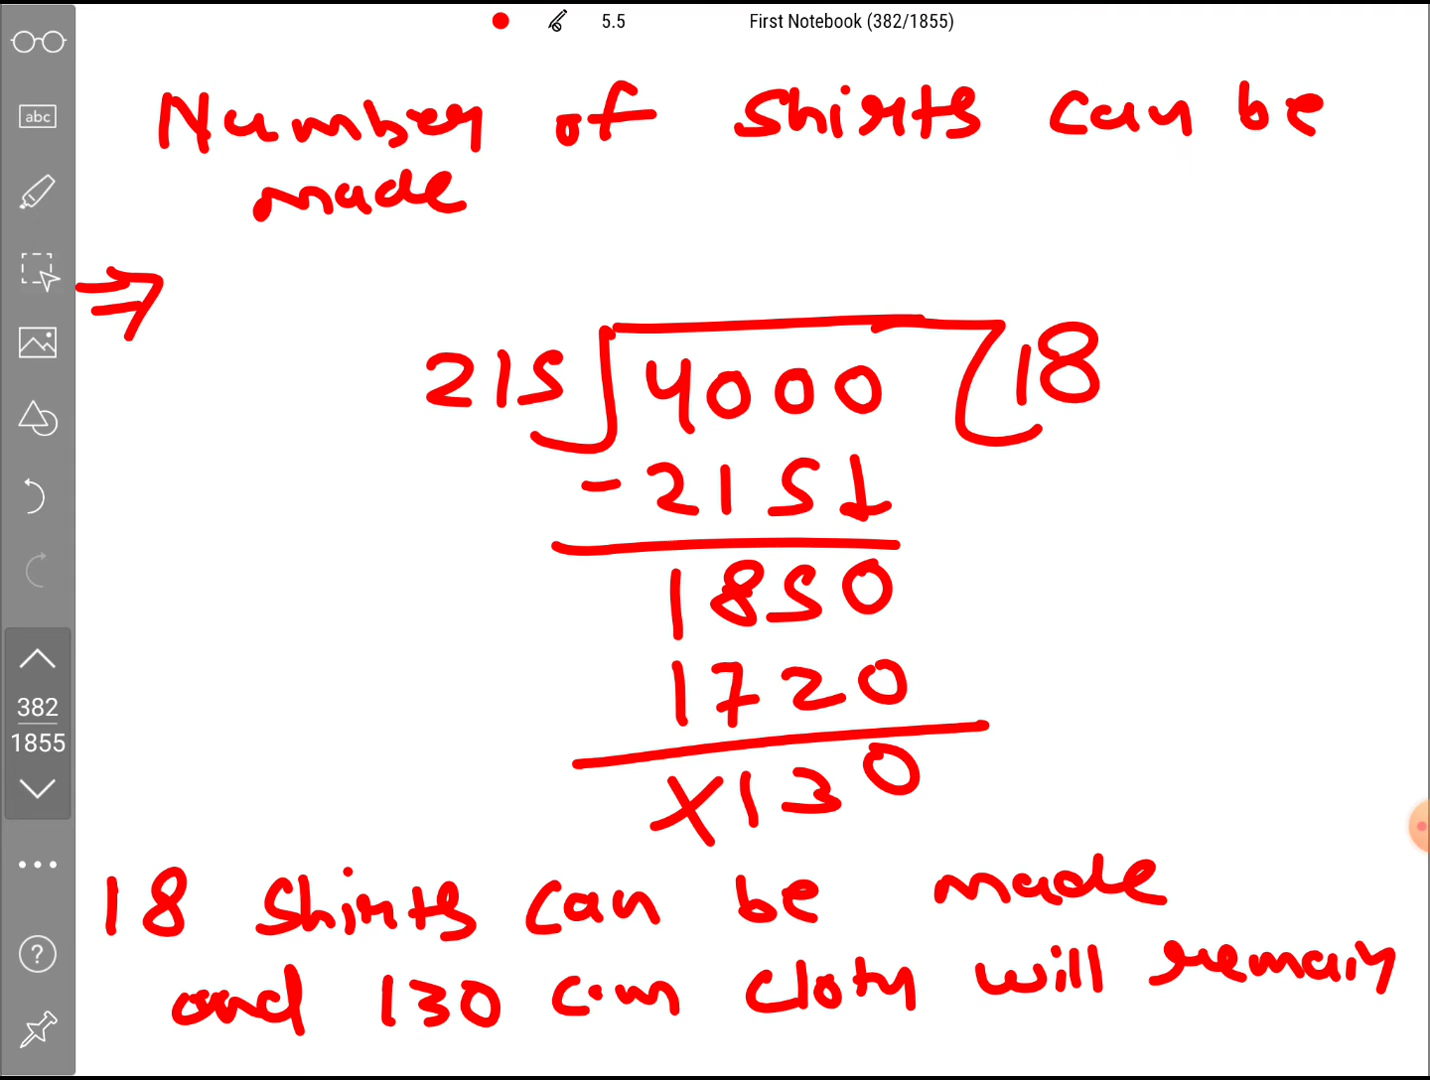 5.5 First Notebook (382/1855)
abc
Number of shirts can be
made
⇒
215 4000 18
- 215↓
1850
1720
×130
382
1855
18 Shirts can be made
and 130 cm cloth will remain
?